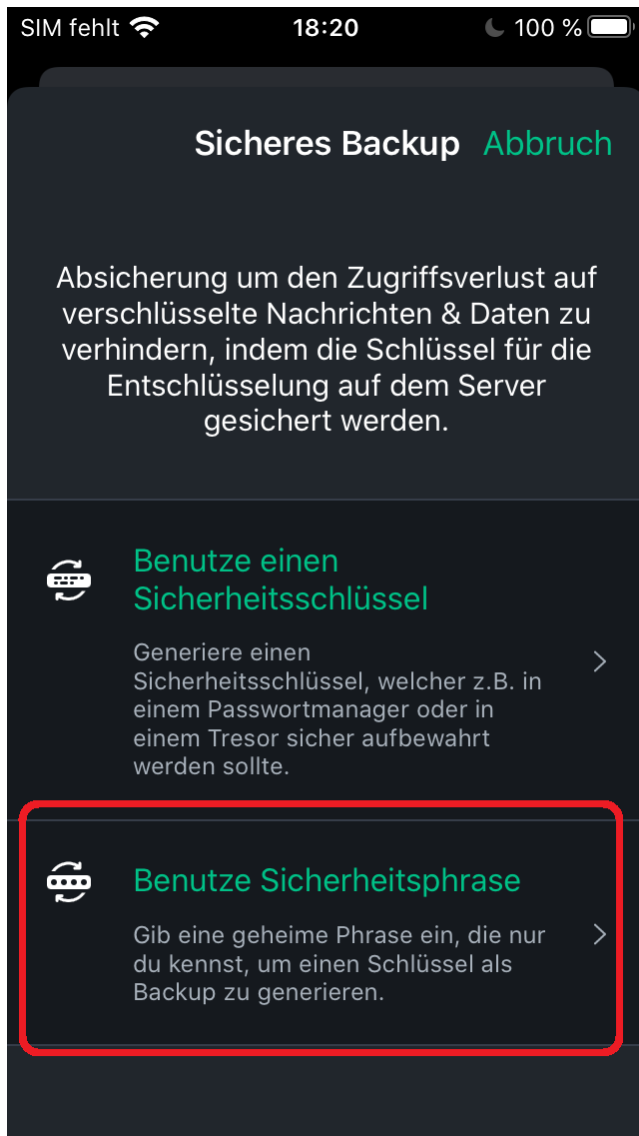 SIM fehlt 18:20 100 %
Sicheres Backup Abbruch
Absicherung um den Zugriffsverlust auf
verschlüsselte Nachrichten & Daten zu
verhindern, indem die Schlüssel für die
Entschlüsselung auf dem Server
gesichert werden.
Benutze einen
Sicherheitsschlüssel
Generiere einen
Sicherheitsschlüssel, welcher z.B. in
einem Passwortmanager oder in
einem Tresor sicher aufbewahrt
werden sollte.
Benutze Sicherheitsphrase
Gib eine geheime Phrase ein, die nur
du kennst, um einen Schlüssel als
Backup zu generieren.